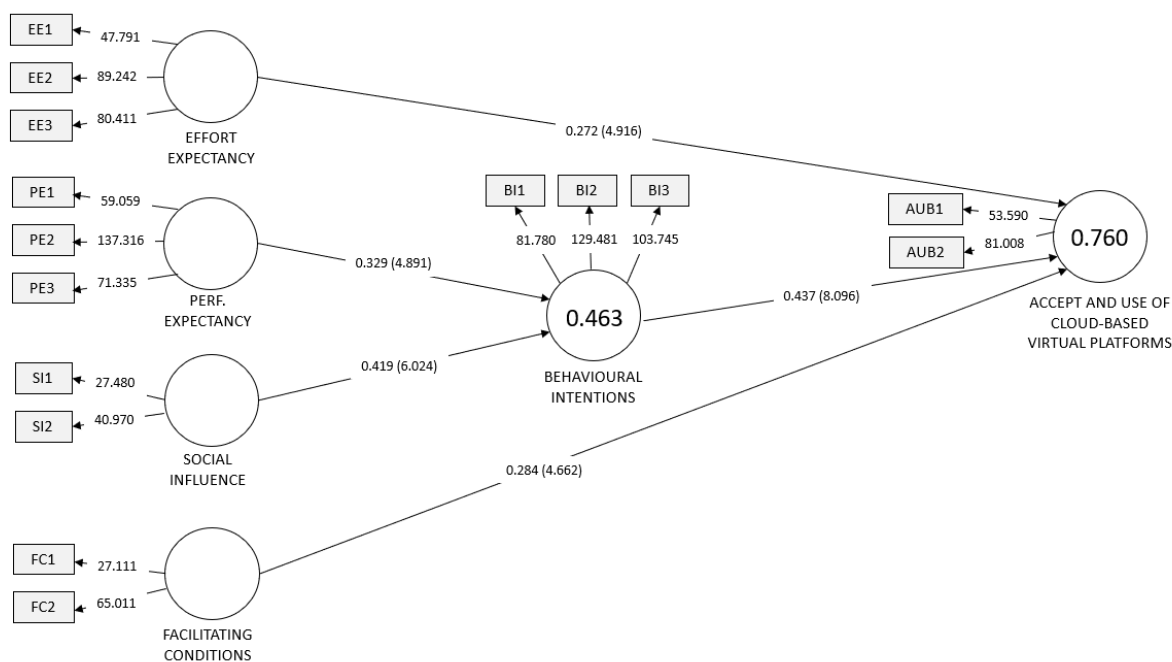 EE1
47.791
EE2
89.242
EE3
80.411
EFFORT
EXPECTANCY
0.272 (4.916)
PE1
59.059
PE2
137.316
PE3
71.335
PERF.
EXPECTANCY
0.329 (4.891)
BI1
BI2
BI3
81.780
129.481
103.745
0.463
BEHAVIOURAL
INTENTIONS
AUB1
53.590
AUB2
81.008
0.760
ACCEPT AND USE OF
CLOUD-BASED
VIRTUAL PLATFORMS
0.437 (8.096)
SI1
27.480
SI2
40.970
SOCIAL
INFLUENCE
0.419 (6.024)
0.284 (4.662)
FC1
27.111
FC2
65.011
FACILITATING
CONDITIONS